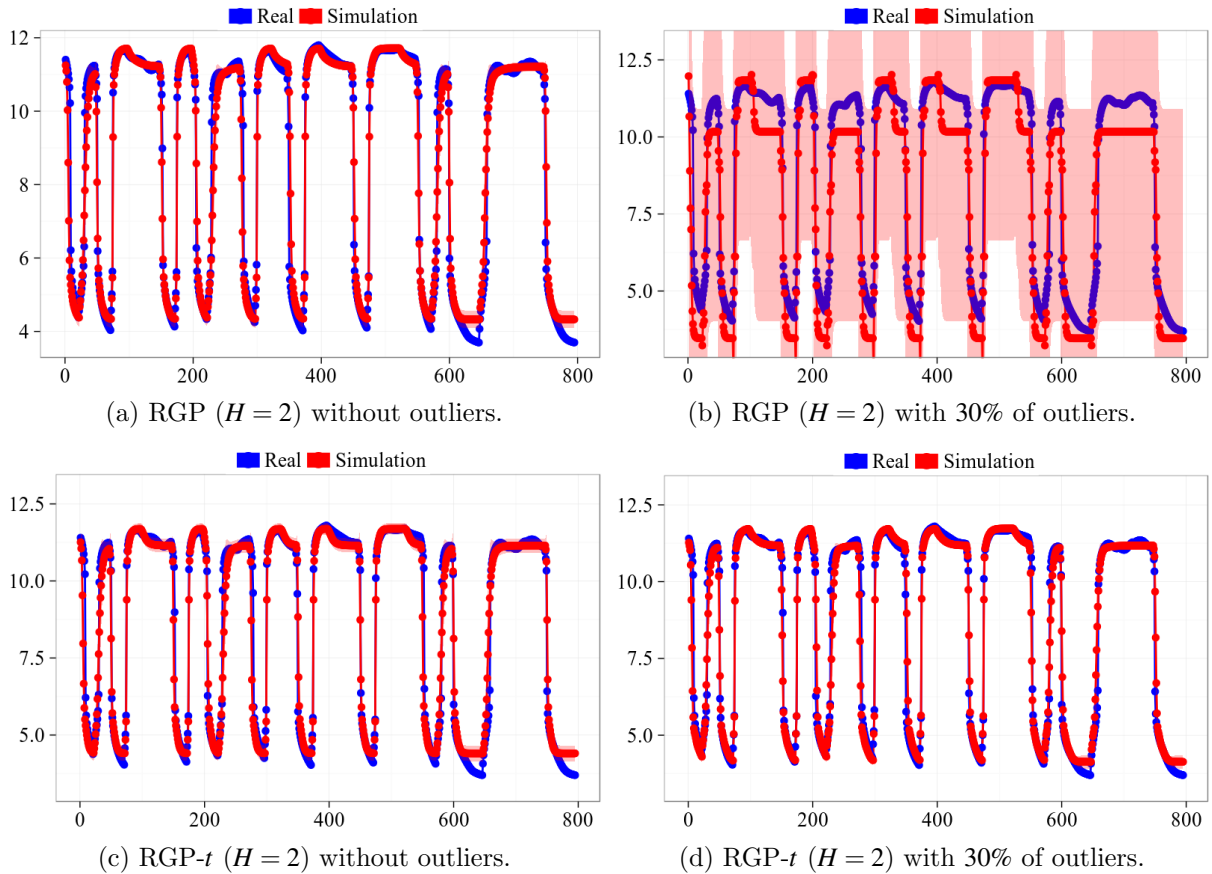 Real Simulation
12
10
8
6
4
0 200 400 600 800
(a) RGP (H = 2) without outliers.
Real Simulation
12.5
10.0
7.5
5.0
0 200 400 600 800
(b) RGP (H = 2) with 30% of outliers.
Real Simulation
12.5
10.0
7.5
5.0
0 200 400 600 800
(c) RGP-t (H = 2) without outliers.
Real Simulation
12.5
10.0
7.5
5.0
0 200 400 600 800
(d) RGP-t (H = 2) with 30% of outliers.